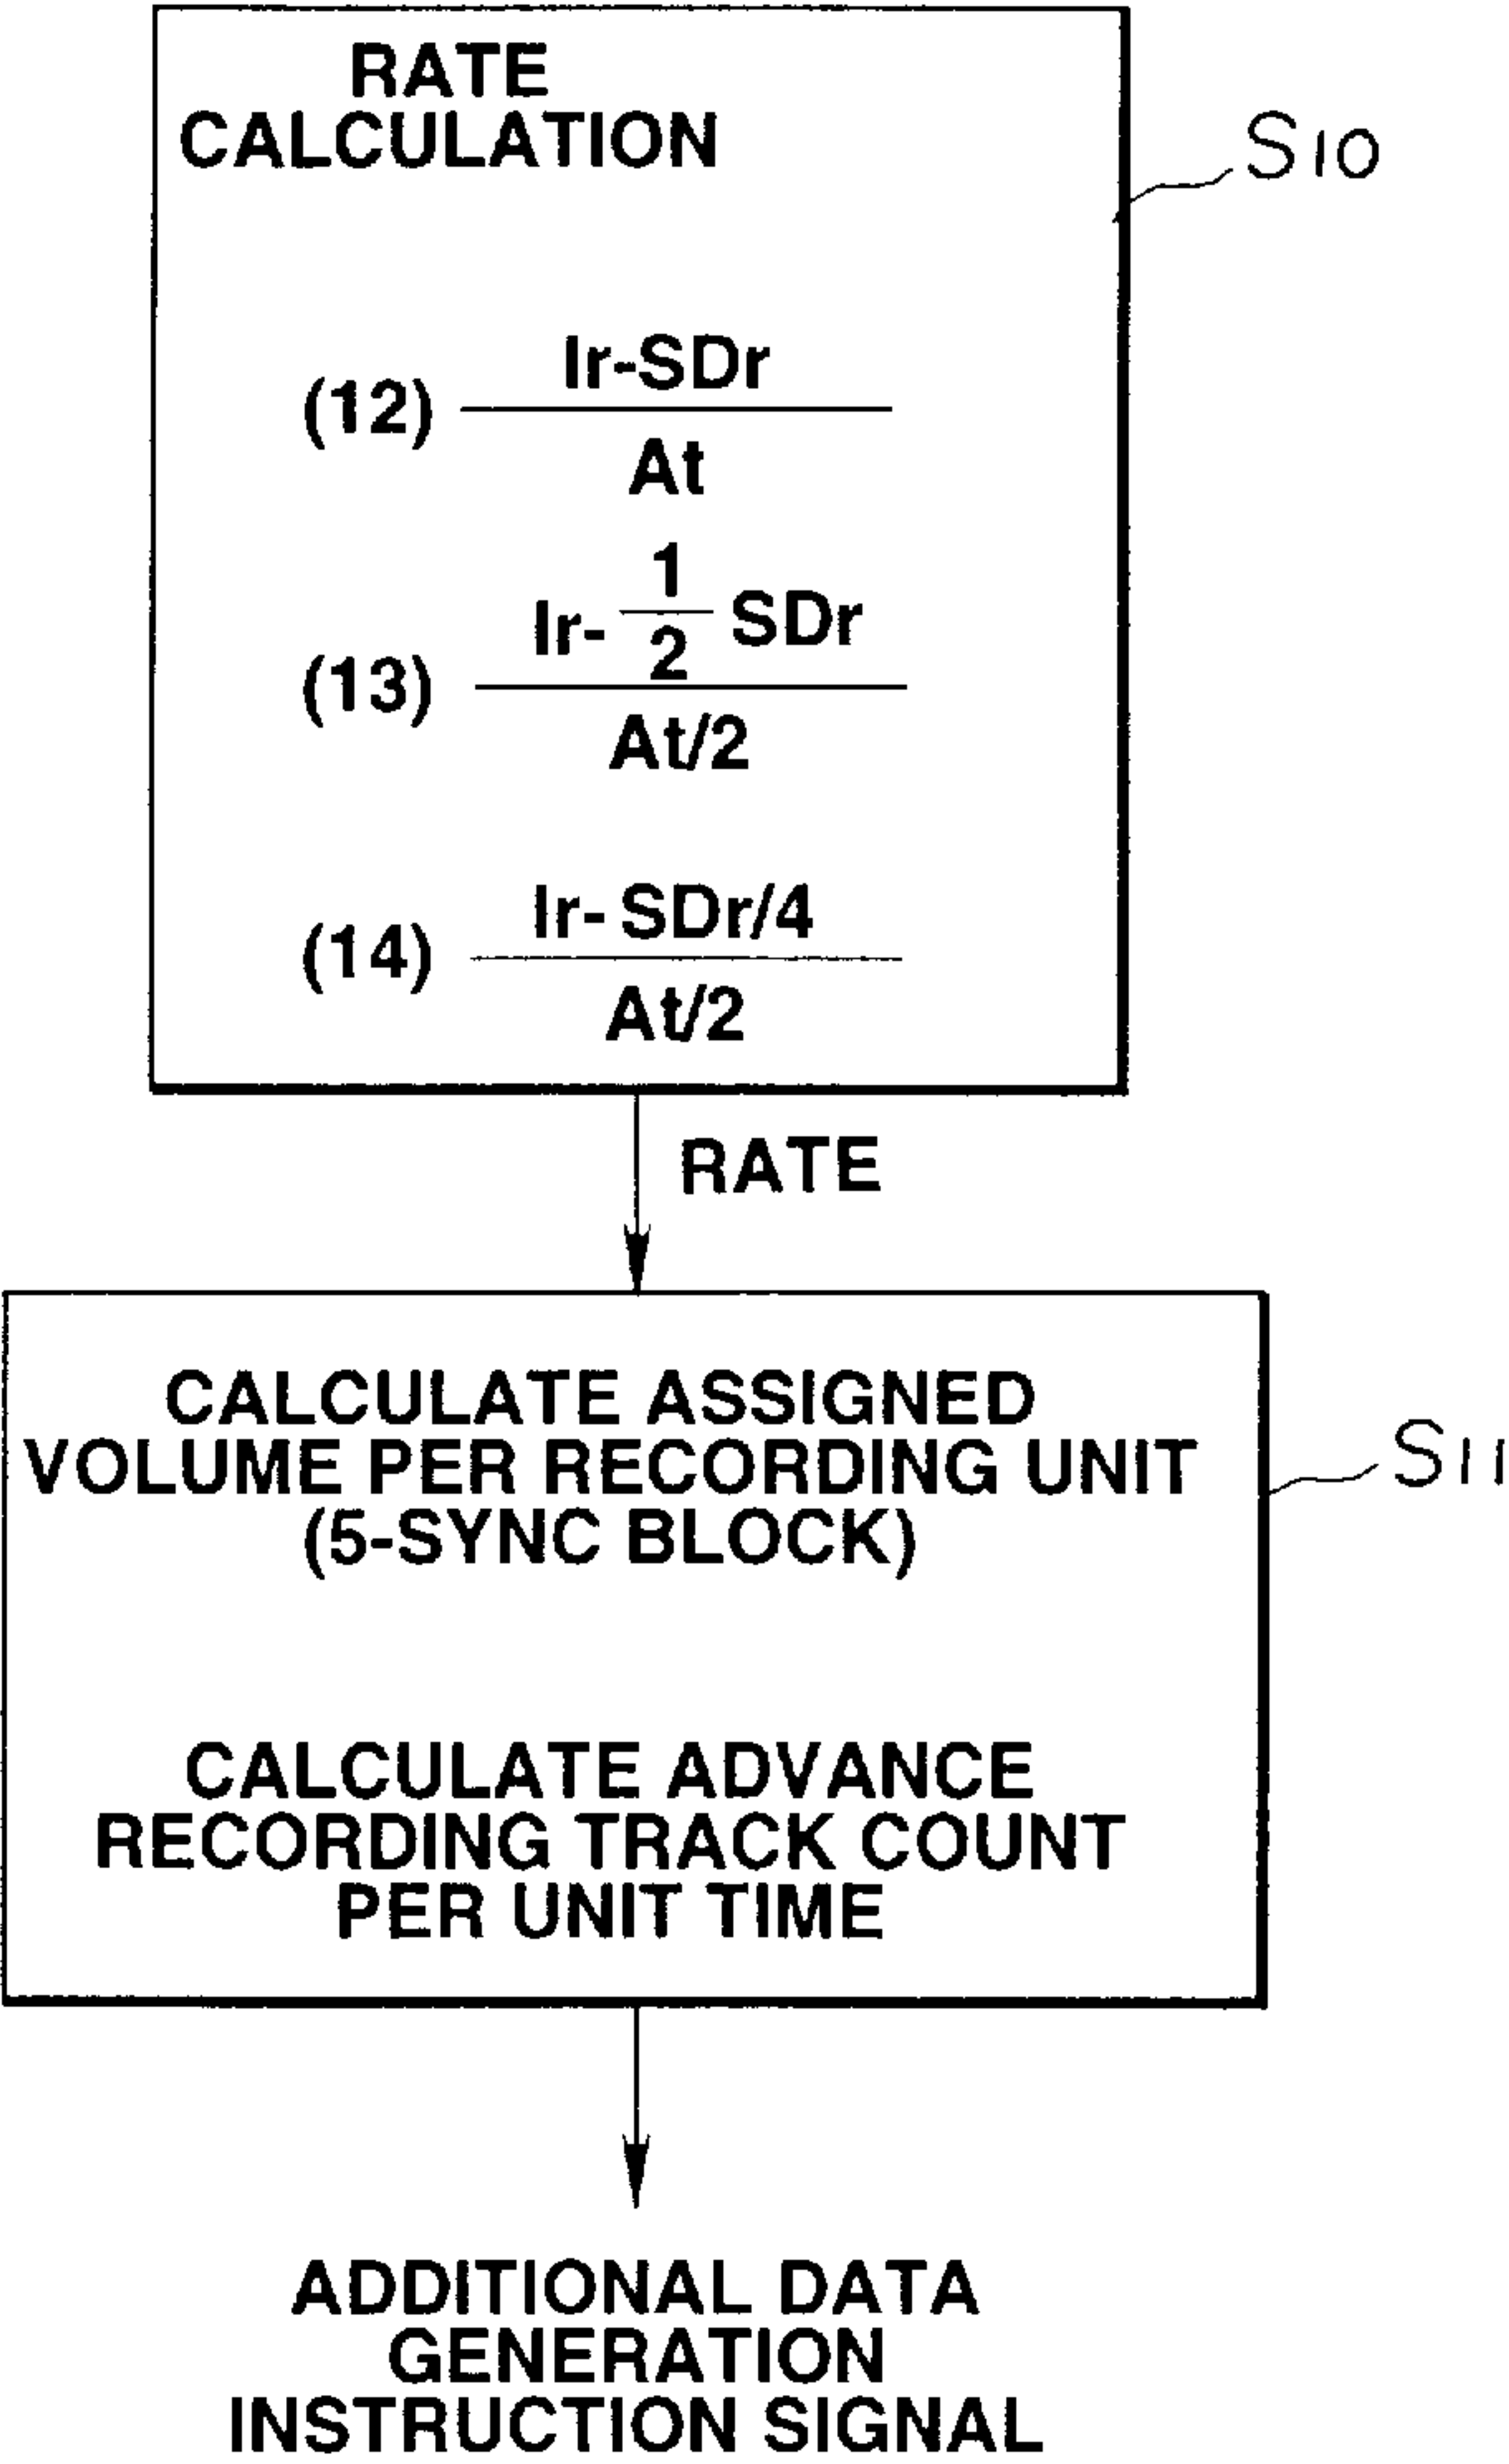 RATE
CALCULATION
S10
(12) Ir-SDr
At
(13) Ir- 1/2 SDr
At/2
(14) Ir- SDr/4
At/2
RATE
CALCULATE ASSIGNED
VOLUME PER RECORDING UNIT
(5-SYNC BLOCK)
S11
CALCULATE ADVANCE
RECORDING TRACK COUNT
PER UNIT TIME
ADDITIONAL DATA
GENERATION
INSTRUCTION SIGNAL